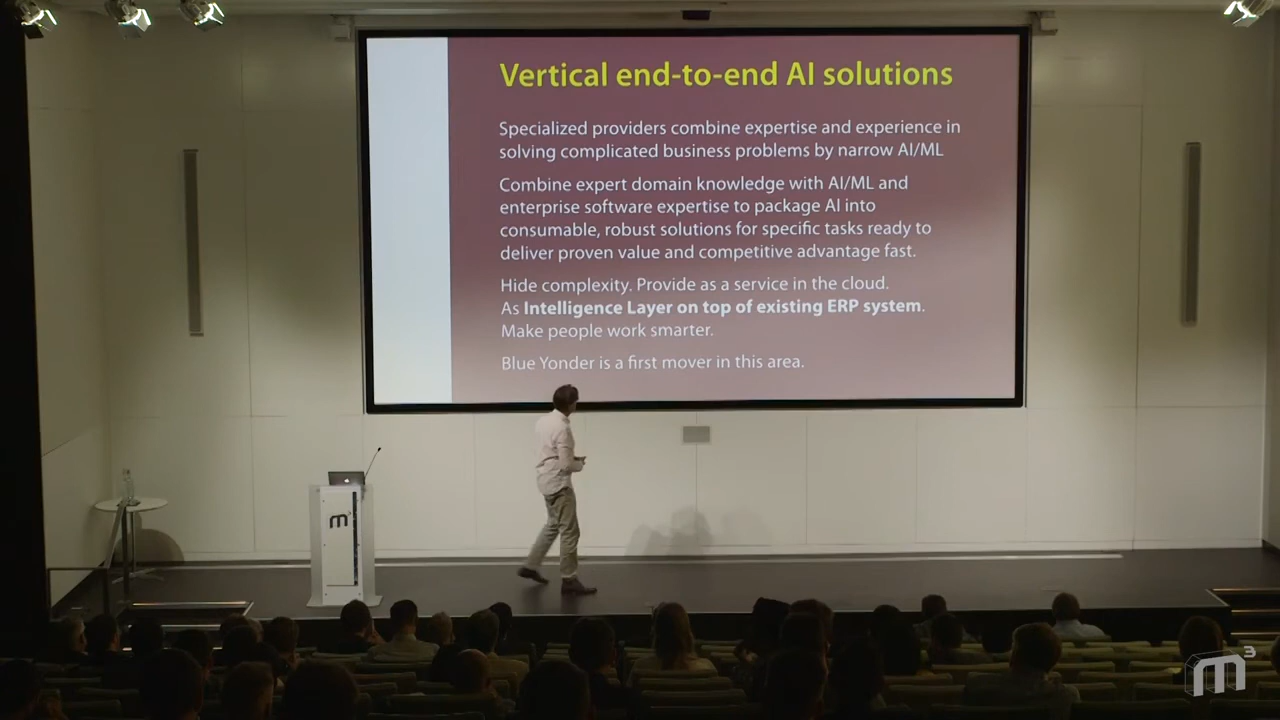 Vertical end-to-end AI solutions
Specialized providers combine expertise and experience in
solving complicated business problems by narrow AI/ML
Combine expert domain knowledge with AI/ML and
enterprise software expertise to package AI into
consumable, robust solutions for specific tasks ready to
deliver proven value and competitive advantage fast.
Hide complexity. Provide as a service in the cloud.
As Intelligence Layer on top of existing ERP system.
Make people work smarter.
Blue Yonder is a first mover in this area.
m³
m³